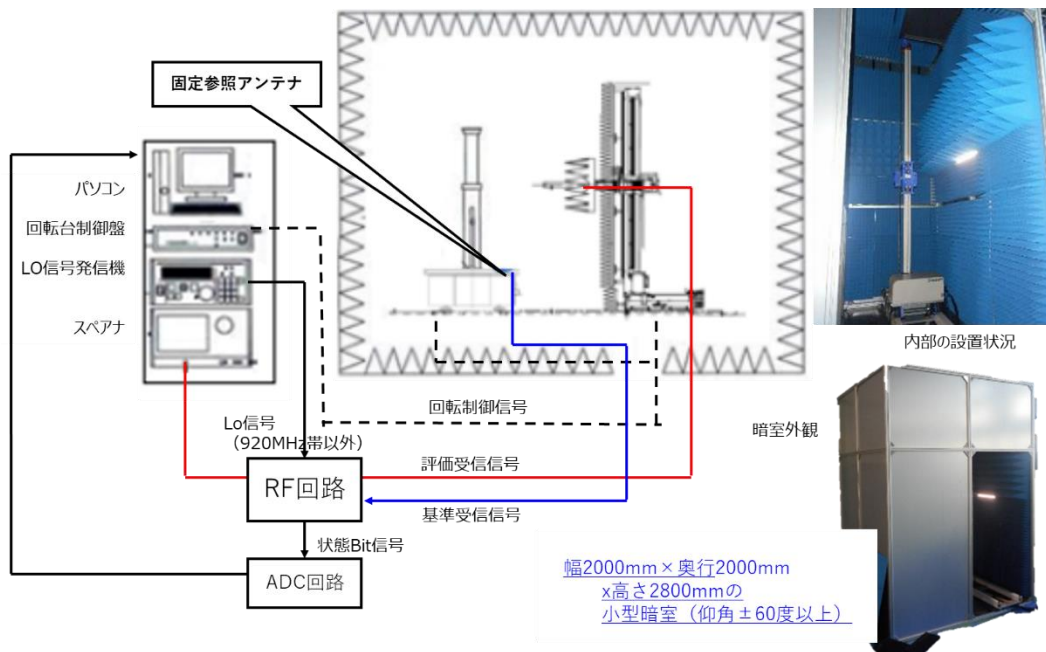 固定参照アンテナ
パソコン
回転台制御盤
LO信号発信機
スペアナ
内部の設置状況
回転制御信号
Lo信号
（920MHz帯以外）
評価受信信号
暗室外観
RF回路
基準受信信号
状態Bit信号
ADC回路
幅2000mm×奥行2000mm
x高さ2800mmの
小型暗室（仰角±60度以上）